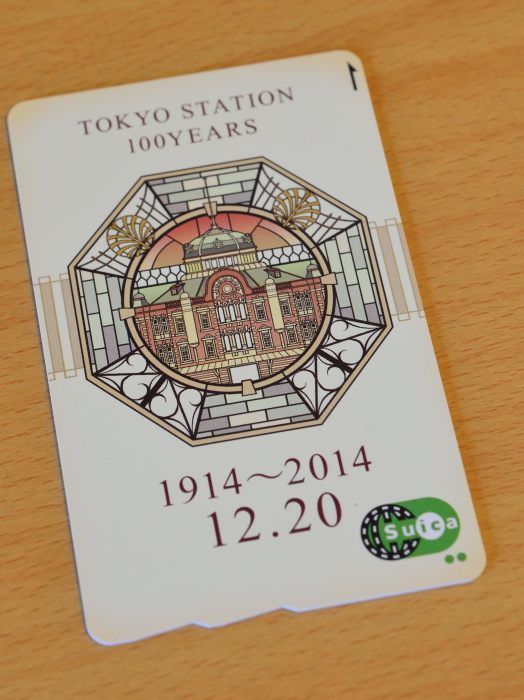 TOKYO STATION
100YEARS
1914～2014
12.20
Suica